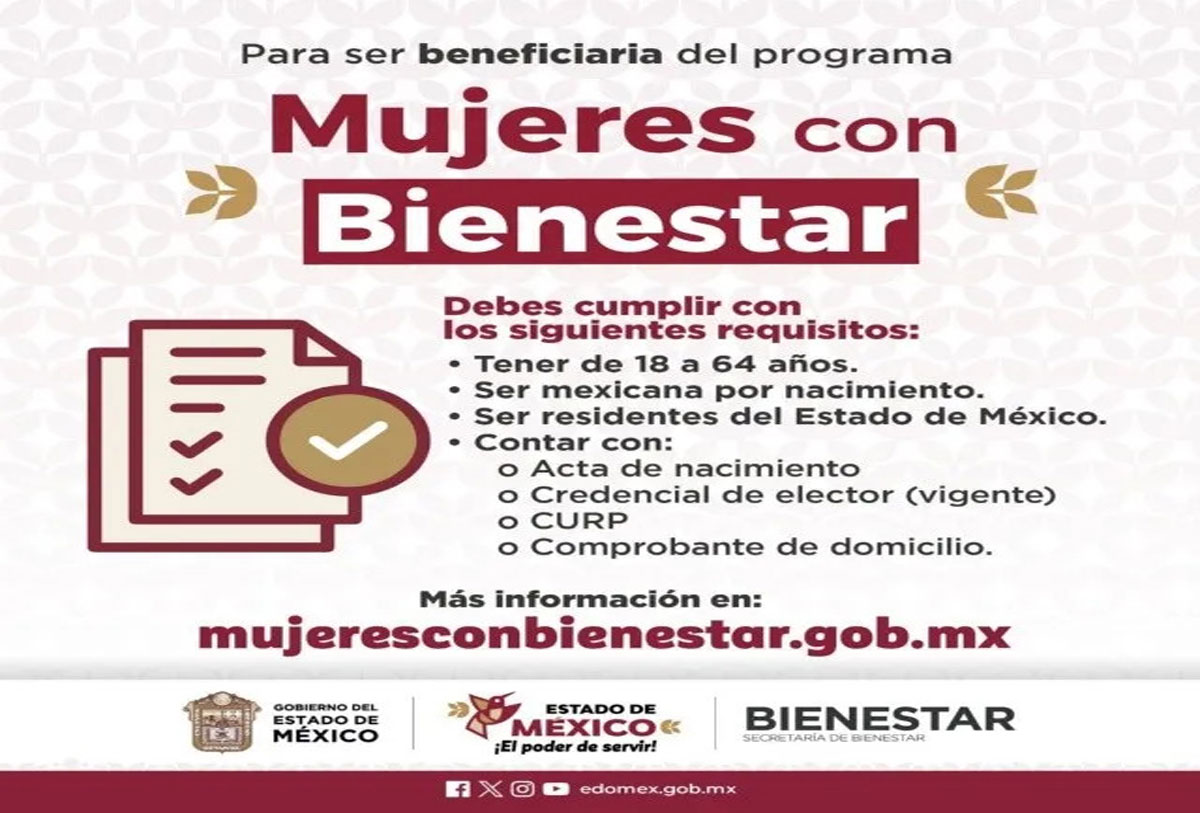 Para ser beneficiaria del programa
Mujeres con
Bienestar
Debes cumplir con
los siguientes requisitos:
• Tener de 18 a 64 años.
• Ser mexicana por nacimiento.
• Ser residentes del Estado de México.
• Contar con:
o Acta de nacimiento
o Credencial de elector (vigente)
o CURP
o Comprobante de domicilio.
Más información en:
mujeresconbienestar.gob.mx
GOBIERNO DEL
ESTADO DE
MÉXICO
ESTADO DE
MÉXICO
¡El poder de servir!
BIENESTAR
SECRETARÍA DE BIENESTAR
edomex.gob.mx